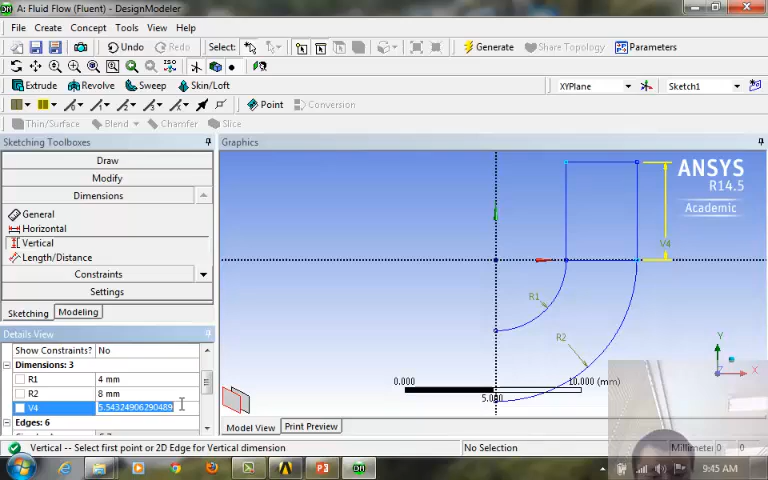 A: Fluid Flow (Fluent) - DesignModeler
File Create Concept Tools View Help
Undo Redo Select: Generate Share Topology Parameters
Extrude Revolve Sweep Skin/Loft XYPlane Sketch1
Point Conversion
Thin/Surface Blend Chamfer Slice
Sketching Toolboxes
Draw
Modify
Dimensions
General
Horizontal
Vertical
Length/Distance
Constraints
Settings
Sketching Modeling
Details View
Show Constraints? No
Dimensions: 3
R1 4 mm
R2 8 mm
V4 5.54324906290489
Edges: 6
Graphics
ANSYS
R14.5
Academic
V4
R1
R2
0.000 10.000 (mm)
5.000
Y
X
Z
Model View Print Preview
Vertical -- Select first point or 2D Edge for Vertical dimension No Selection Millimeter 0 0
9:45 AM